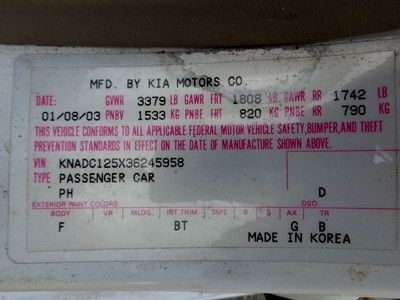 MFD. BY KIA MOTORS CO.
DATE: GVWR 3379 LB GAWR FRT 1808 LB GAWR RR 1742 LB
01/08/03 PNBV 1533 KG PNBE FRT 820 KG PNBE RR 790 KG
THIS VEHICLE CONFORMS TO ALL APPLICABLE FEDERAL MOTOR VEHICLE SAFETY, BUMPER, AND THEFT
PREVENTION STANDARDS IN EFFECT ON THE DATE OF MANUFACTURE SHOWN ABOVE.
VIN KNADC125X36245958
TYPE PASSENGER CAR
PH D
EXTERIOR PAINT COLORS DSO
BODY VR MLDG. INT TRIM TAPE R S AX TR
F BT G B
MADE IN KOREA